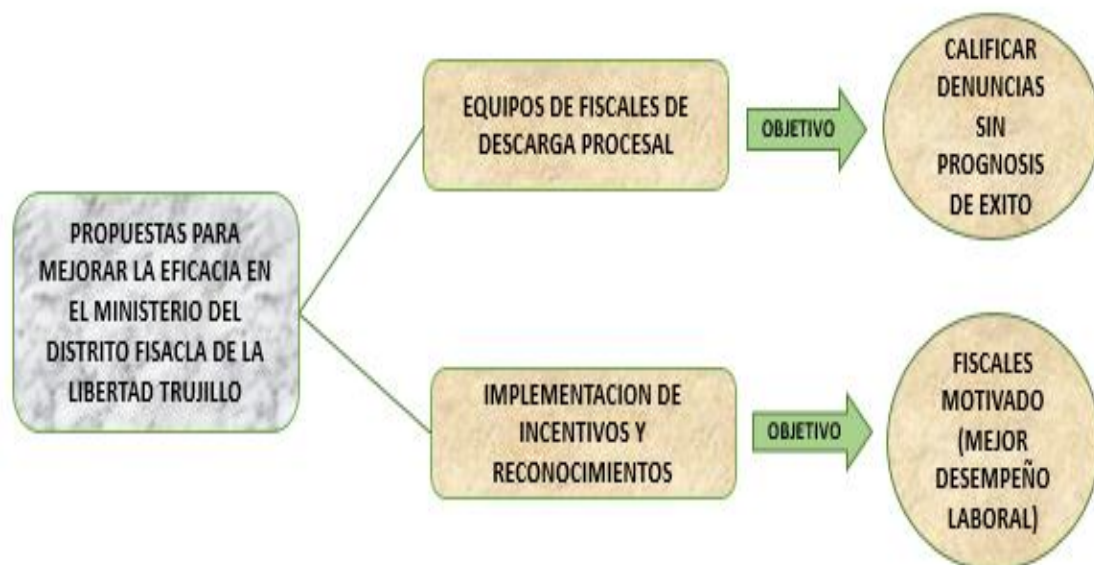 PROPUESTAS PARA
MEJORAR LA EFICACIA EN
EL MINISTERIO DEL
DISTRITO FISACLA DE LA
LIBERTAD TRUJILLO
EQUIPOS DE FISCALES DE
DESCARGA PROCESAL
OBJETIVO
CALIFICAR
DENUNCIAS
SIN
PROGNOSIS
DE EXITO
IMPLEMENTACION DE
INCENTIVOS Y
RECONOCIMIENTOS
OBJETIVO
FISCALES
MOTIVADO
(MEJOR
DESEMPEÑO
LABORAL)